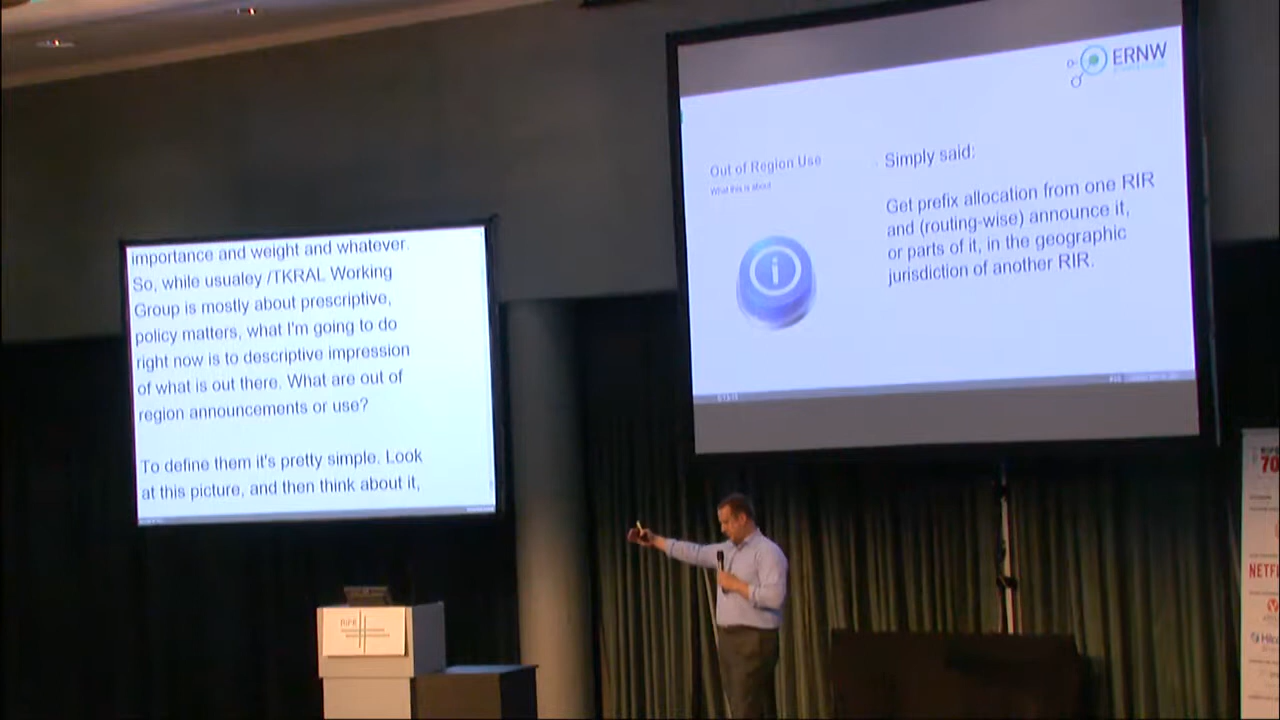 importance and weight and whatever.
So, while usualey /TKRAL Working
Group is mostly about prescriptive,
policy matters, what I'm going to do
right now is to descriptive impression
of what is out there. What are out of
region announcements or use?
To define them it's pretty simple. Look
at this picture, and then think about it,
ERNW
Out of Region Use
What this is about
Simply said:
Get prefix allocation from one RIR
and (routing-wise) announce it,
or parts of it, in the geographic
jurisdiction of another RIR.
RIPE
70
NETFL